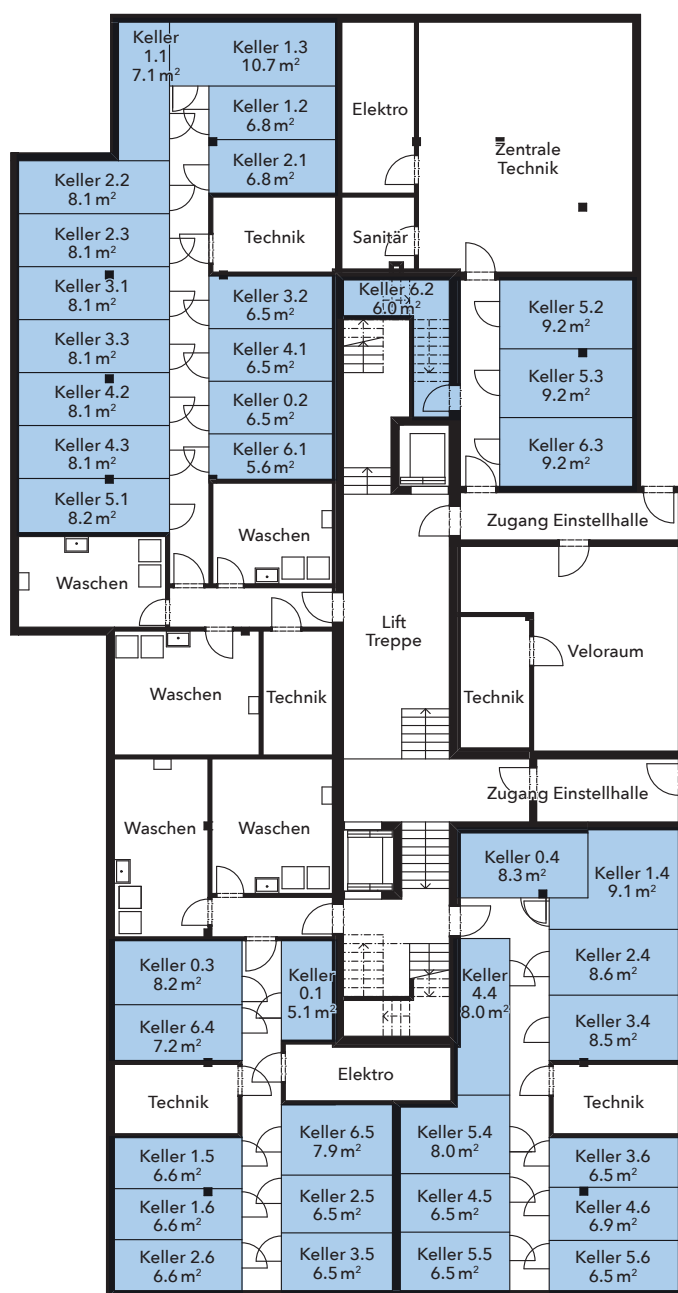 Keller
1.1
7.1 m²
Keller 1.3
10.7 m²
Keller 1.2
6.8 m²
Keller 2.1
6.8 m²
Elektro
Zentrale
Technik
Keller 2.2
8.1 m²
Keller 2.3
8.1 m²
Technik
Sanitär
Keller 3.1
8.1 m²
Keller 3.2
6.5 m²
Keller 6.2
6.0 m²
Keller 5.2
9.2 m²
Keller 3.3
8.1 m²
Keller 4.1
6.5 m²
Keller 5.3
9.2 m²
Keller 4.2
8.1 m²
Keller 0.2
6.5 m²
Keller 4.3
8.1 m²
Keller 6.1
5.6 m²
Keller 6.3
9.2 m²
Keller 5.1
8.2 m²
Waschen
Zugang Einstellhalle
Waschen
Lift
Treppe
Veloraum
Waschen
Technik
Technik
Zugang Einstellhalle
Waschen
Waschen
Keller 0.4
8.3 m²
Keller 1.4
9.1 m²
Keller 0.3
8.2 m²
Keller
0.1
5.1 m²
Keller
4.4
8.0 m²
Keller 2.4
8.6 m²
Keller 6.4
7.2 m²
Keller 3.4
8.5 m²
Elektro
Technik
Technik
Keller 6.5
7.9 m²
Keller 5.4
8.0 m²
Keller 1.5
6.6 m²
Keller 3.6
6.5 m²
Keller 1.6
6.6 m²
Keller 2.5
6.5 m²
Keller 4.5
6.5 m²
Keller 4.6
6.9 m²
Keller 2.6
6.6 m²
Keller 3.5
6.5 m²
Keller 5.5
6.5 m²
Keller 5.6
6.5 m²